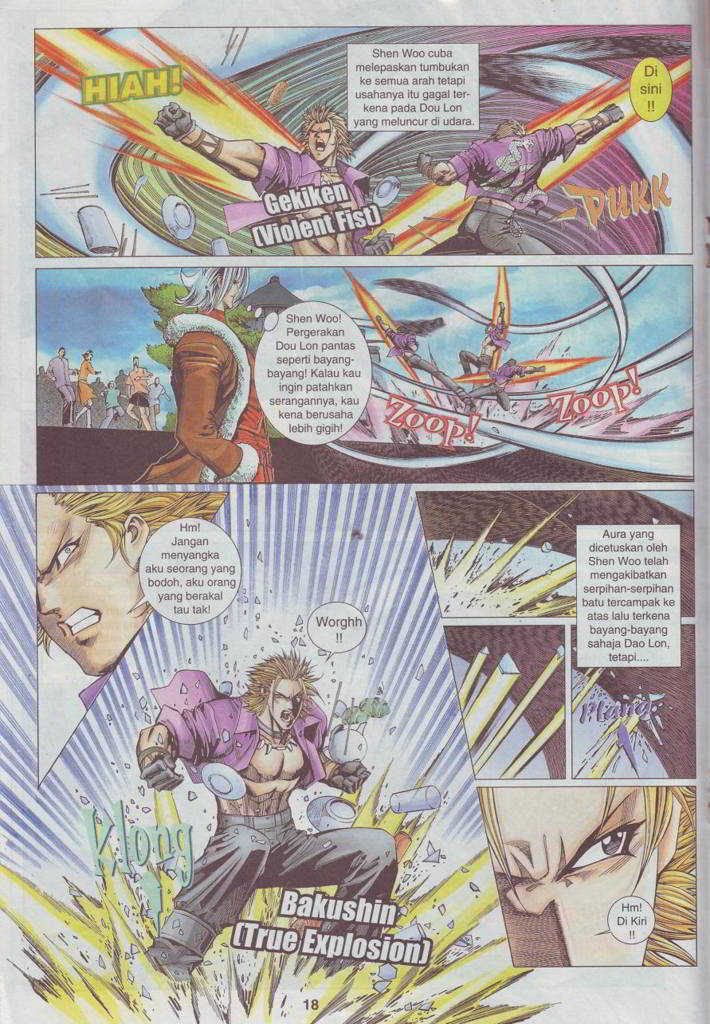 HIAH!
Shen Woo cuba
melepaskan tumbukan
ke semua arah tetapi
usahanya itu gagal ter-
kena pada Dou Lon
yang meluncur di udara.
Di
sini
!!
Gekiken
(Violent Fist)
DUKK
Shen Woo!
Pergerakan
Dou Lon pantas
seperti bayang-
bayang! Kalau kau
ingin patahkan
serangannya, kau
kena berusaha
lebih gigih!
Zoop!
Zoop!
Hm!
Jangan
menyangka
aku seorang yang
bodoh, aku orang
yang berakal
tau tak!
Worghh
!!
Klong
Bakushin
(True Explosion)
Aura yang
dicetuskan oleh
Shen Woo telah
mengakibatkan
serpihan-serpihan
batu tercampak ke
atas lalu terkena
bayang-bayang
sahaja Dao Lon,
tetapi....
Plang
Hm!
Di Kiri
!!
18